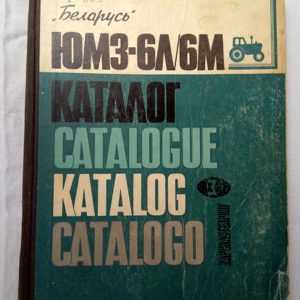 „Беларусь"
ЮМЗ-6Л/6М
КАТАЛОГ
CATALOGUE
KATALOG
CATALOGO